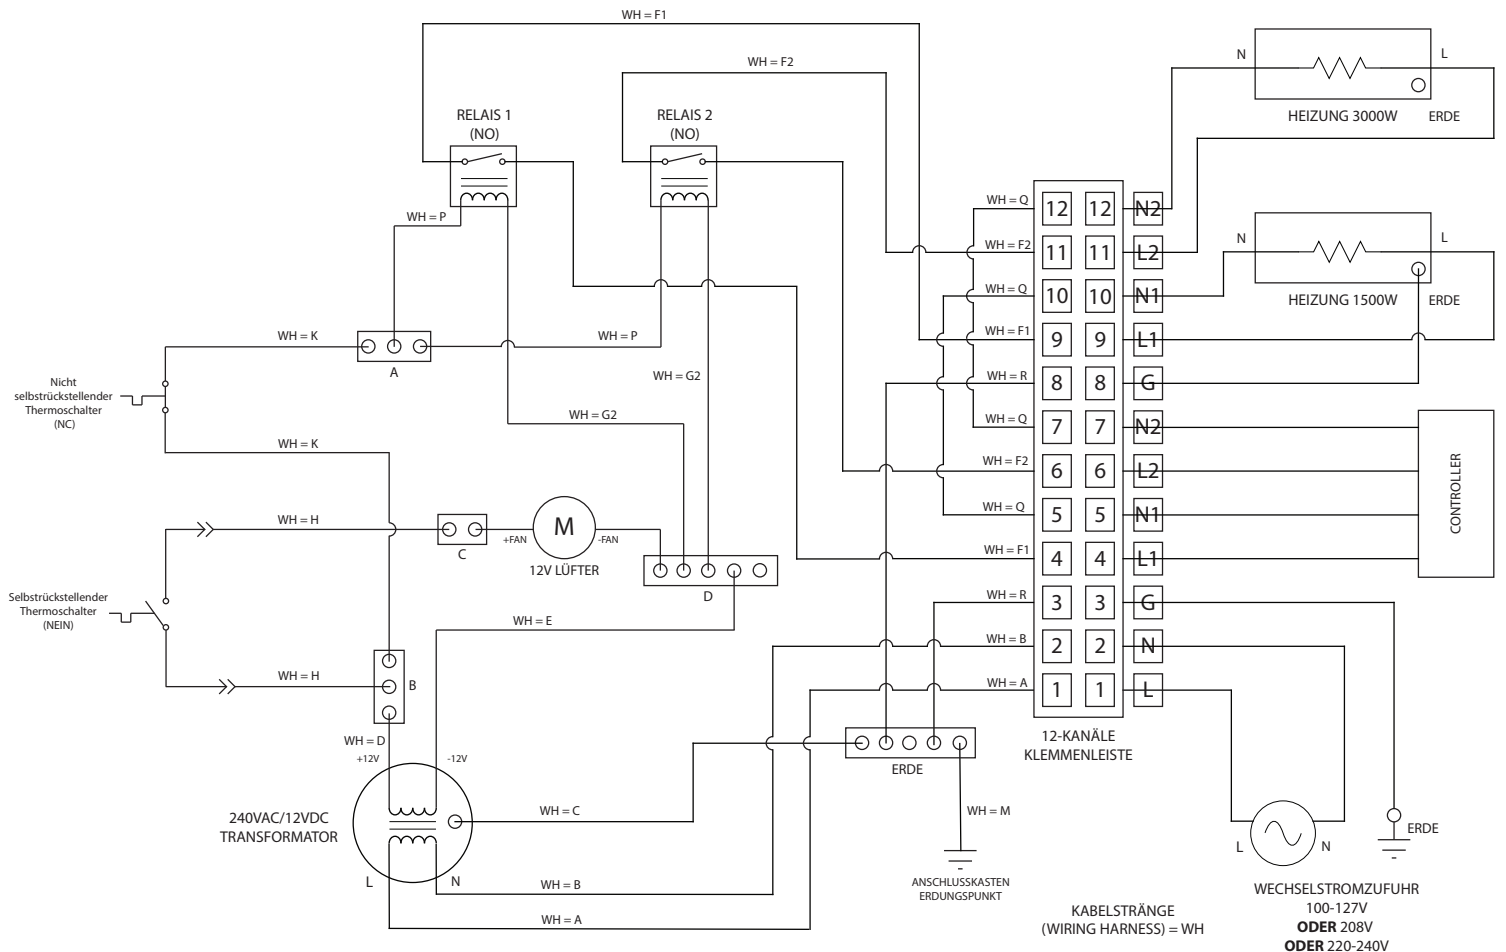 WH = F1
WH = F2
N
L
HEIZUNG 3000W
ERDE
RELAIS 1
(NO)
RELAIS 2
(NO)
WH = P
WH = Q
12
12
N2
WH = F2
11
11
L2
WH = Q
10
10
N1
WH = F1
9
9
L1
WH = R
8
8
G
WH = Q
7
7
N2
WH = F2
6
6
L2
WH = Q
5
5
N1
WH = F1
4
4
L1
WH = R
3
3
G
WH = B
2
2
N
WH = A
1
1
L
12-KANÄLE
KLEMMENLEISTE
N
L
HEIZUNG 1500W
ERDE
CONTROLLER
WH = K
A
WH = P
WH = G2
WH = G2
Nicht
selbstrückstellender
Thermoschalter
(NC)
WH = K
WH = H
C
+FAN
M
-FAN
12V LÜFTER
D
Selbstrückstellender
Thermoschalter
(NEIN)
WH = E
WH = H
B
WH = D
+12V
-12V
240VAC/12VDC
TRANSFORMATOR
L
N
WH = C
WH = B
WH = A
ERDE
WH = M
ANSCHLUSSKASTEN
ERDUNGSPUNKT
KABELSTRÄNGE
(WIRING HARNESS) = WH
L
N
ERDE
WECHSELSTROMZUFUHR
100-127V
ODER 208V
ODER 220-240V